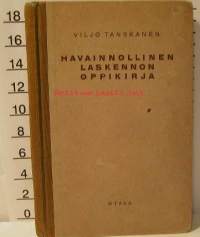 18
16
14
12
10
8
6
4
2
0
VILJO TANSKANEN
HAVAINNOLLINEN
LASKENNON
OPPIKIRJA
OTAVA